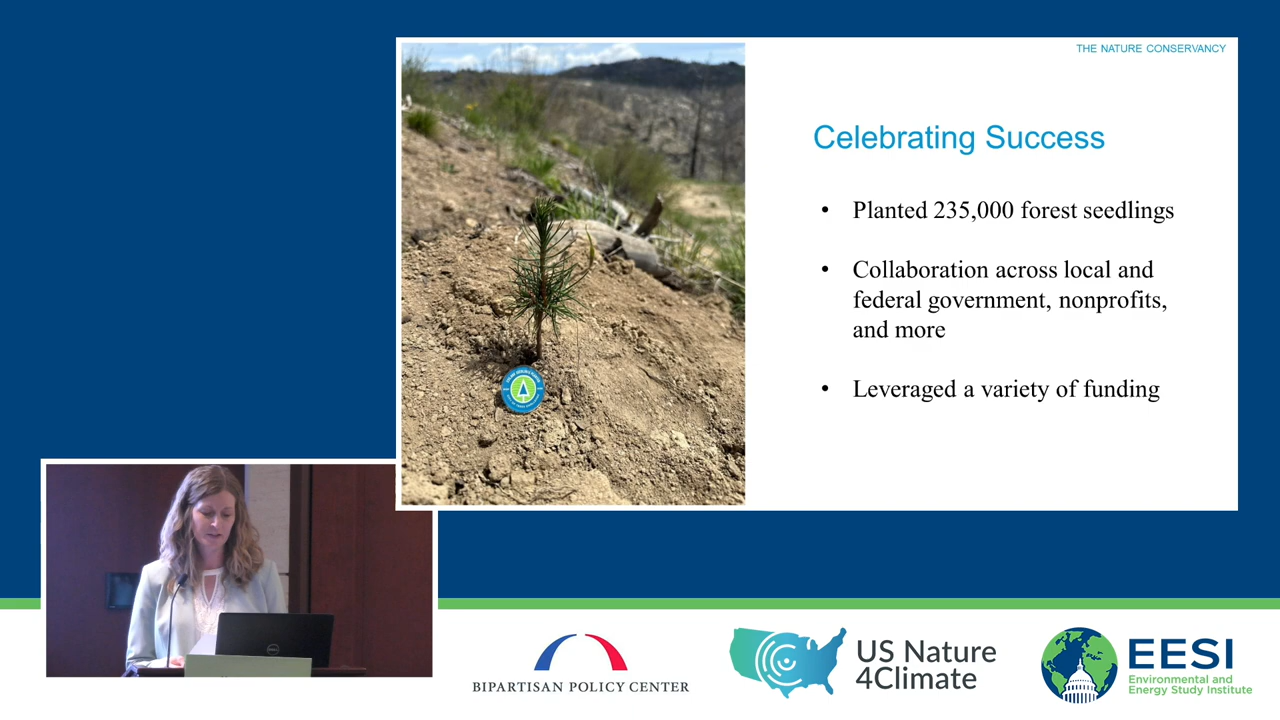 THE NATURE CONSERVANCY
Celebrating Success
• Planted 235,000 forest seedlings
• Collaboration across local and
federal government, nonprofits,
and more
• Leveraged a variety of funding
DELL
BIPARTISAN POLICY CENTER
US Nature
4Climate
EESI
Environmental and
Energy Study Institute